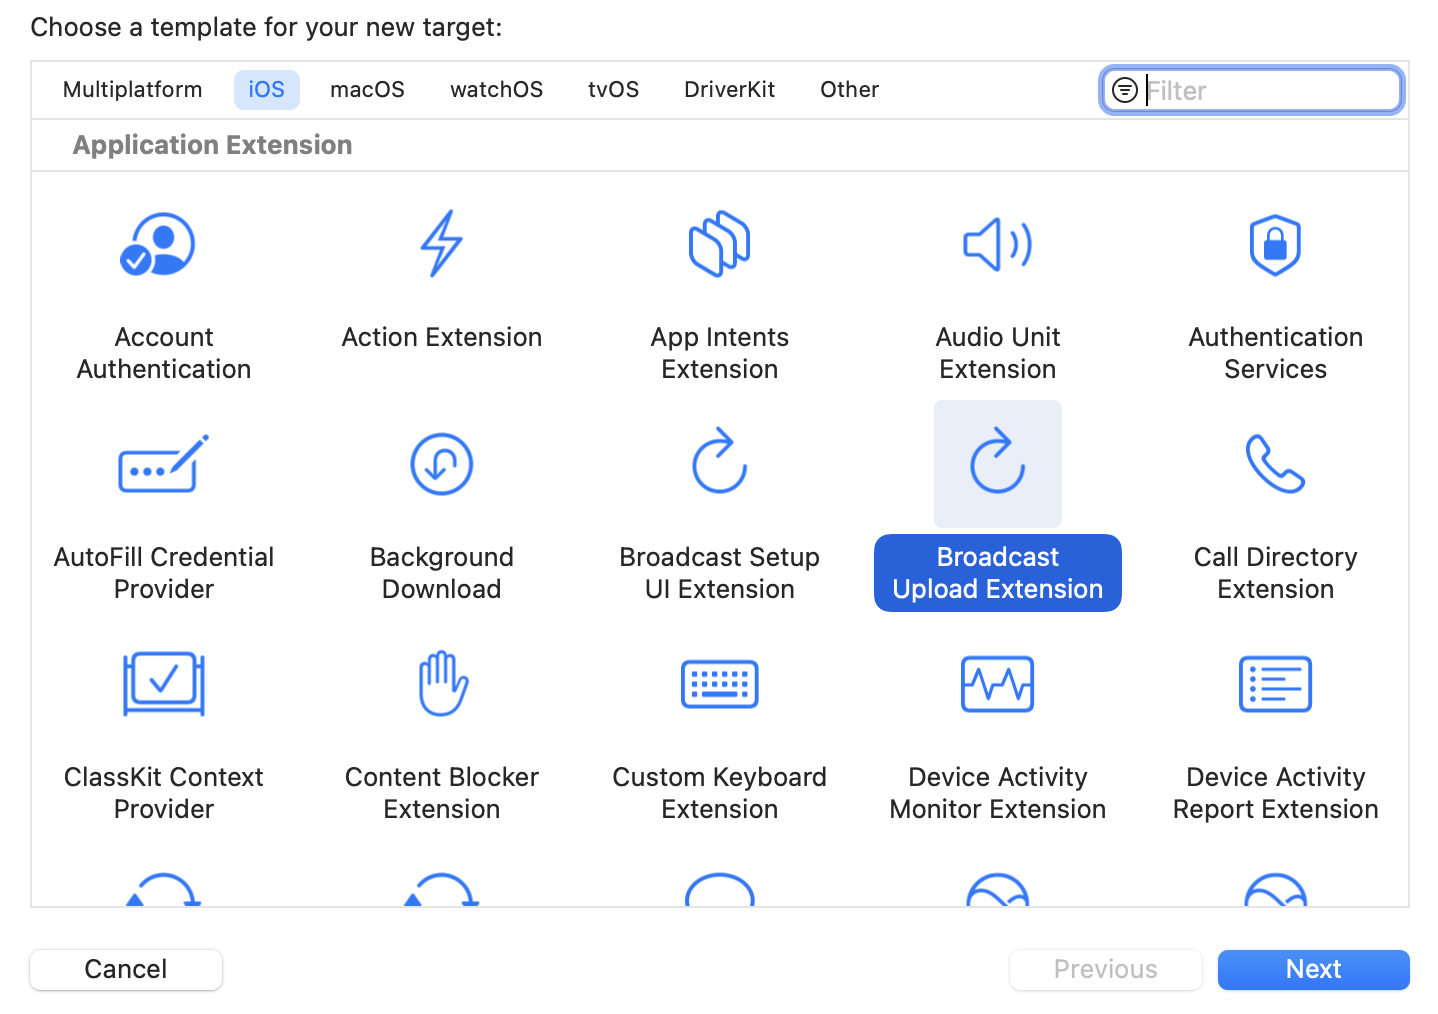 Choose a template for your new target:
Multiplatform iOS macOS watchOS tvOS DriverKit Other Filter
Application Extension
Account Authentication
Action Extension
App Intents Extension
Audio Unit Extension
Authentication Services
AutoFill Credential Provider
Background Download
Broadcast Setup UI Extension
Broadcast Upload Extension
Call Directory Extension
ClassKit Context Provider
Content Blocker Extension
Custom Keyboard Extension
Device Activity Monitor Extension
Device Activity Report Extension
Cancel Previous Next